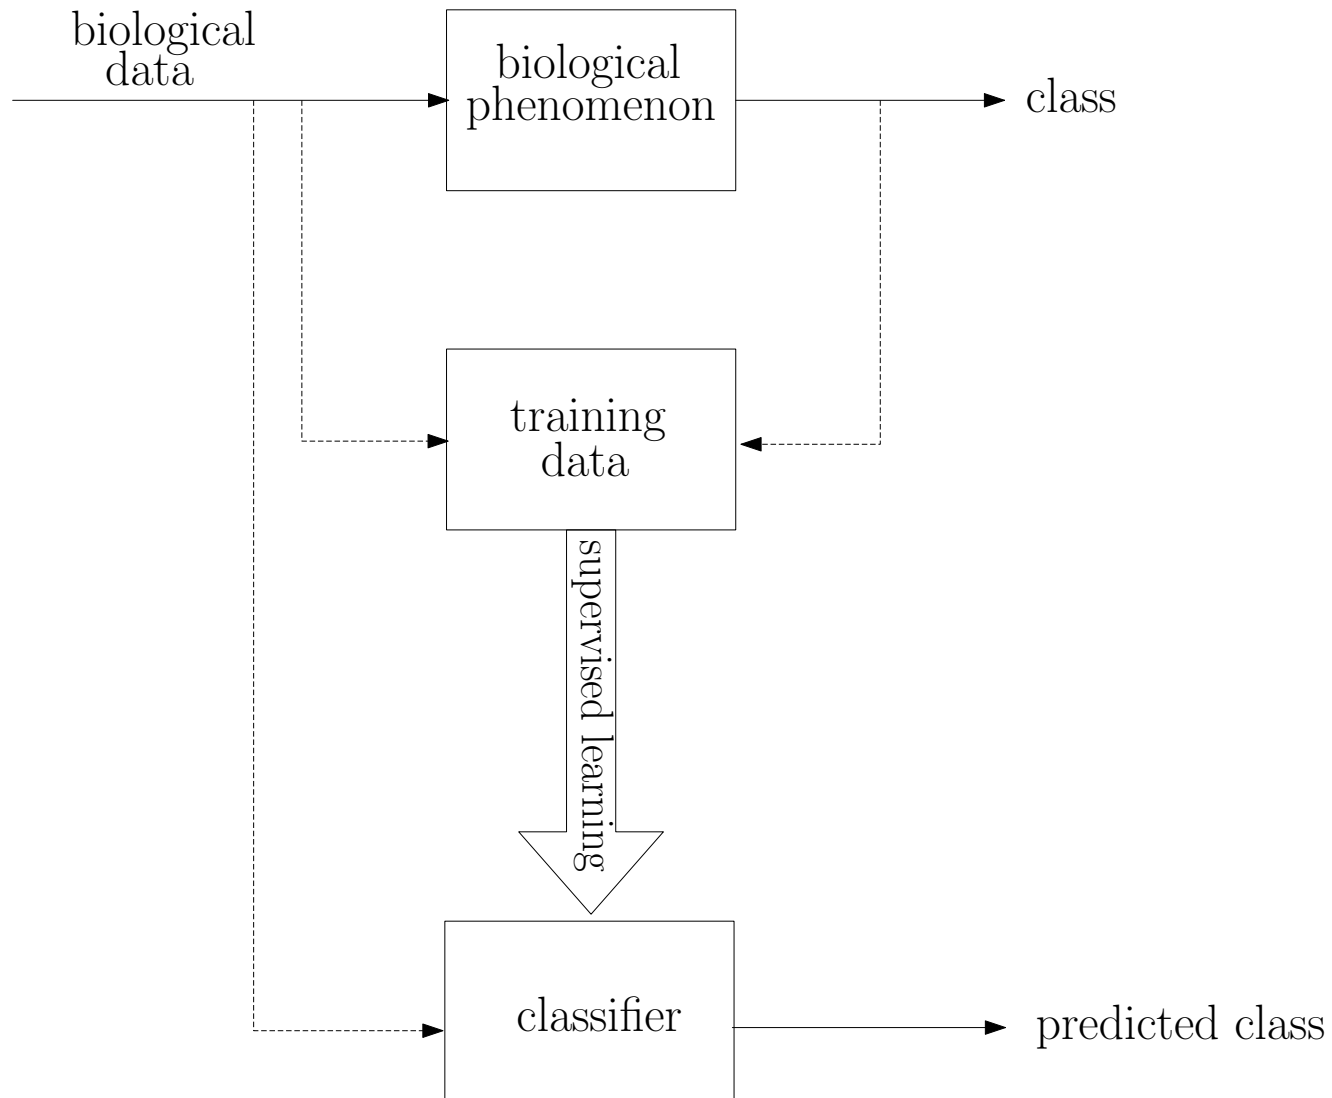 biological
data
biological
phenomenon
class
training
data
supervised learning
classifier
predicted class